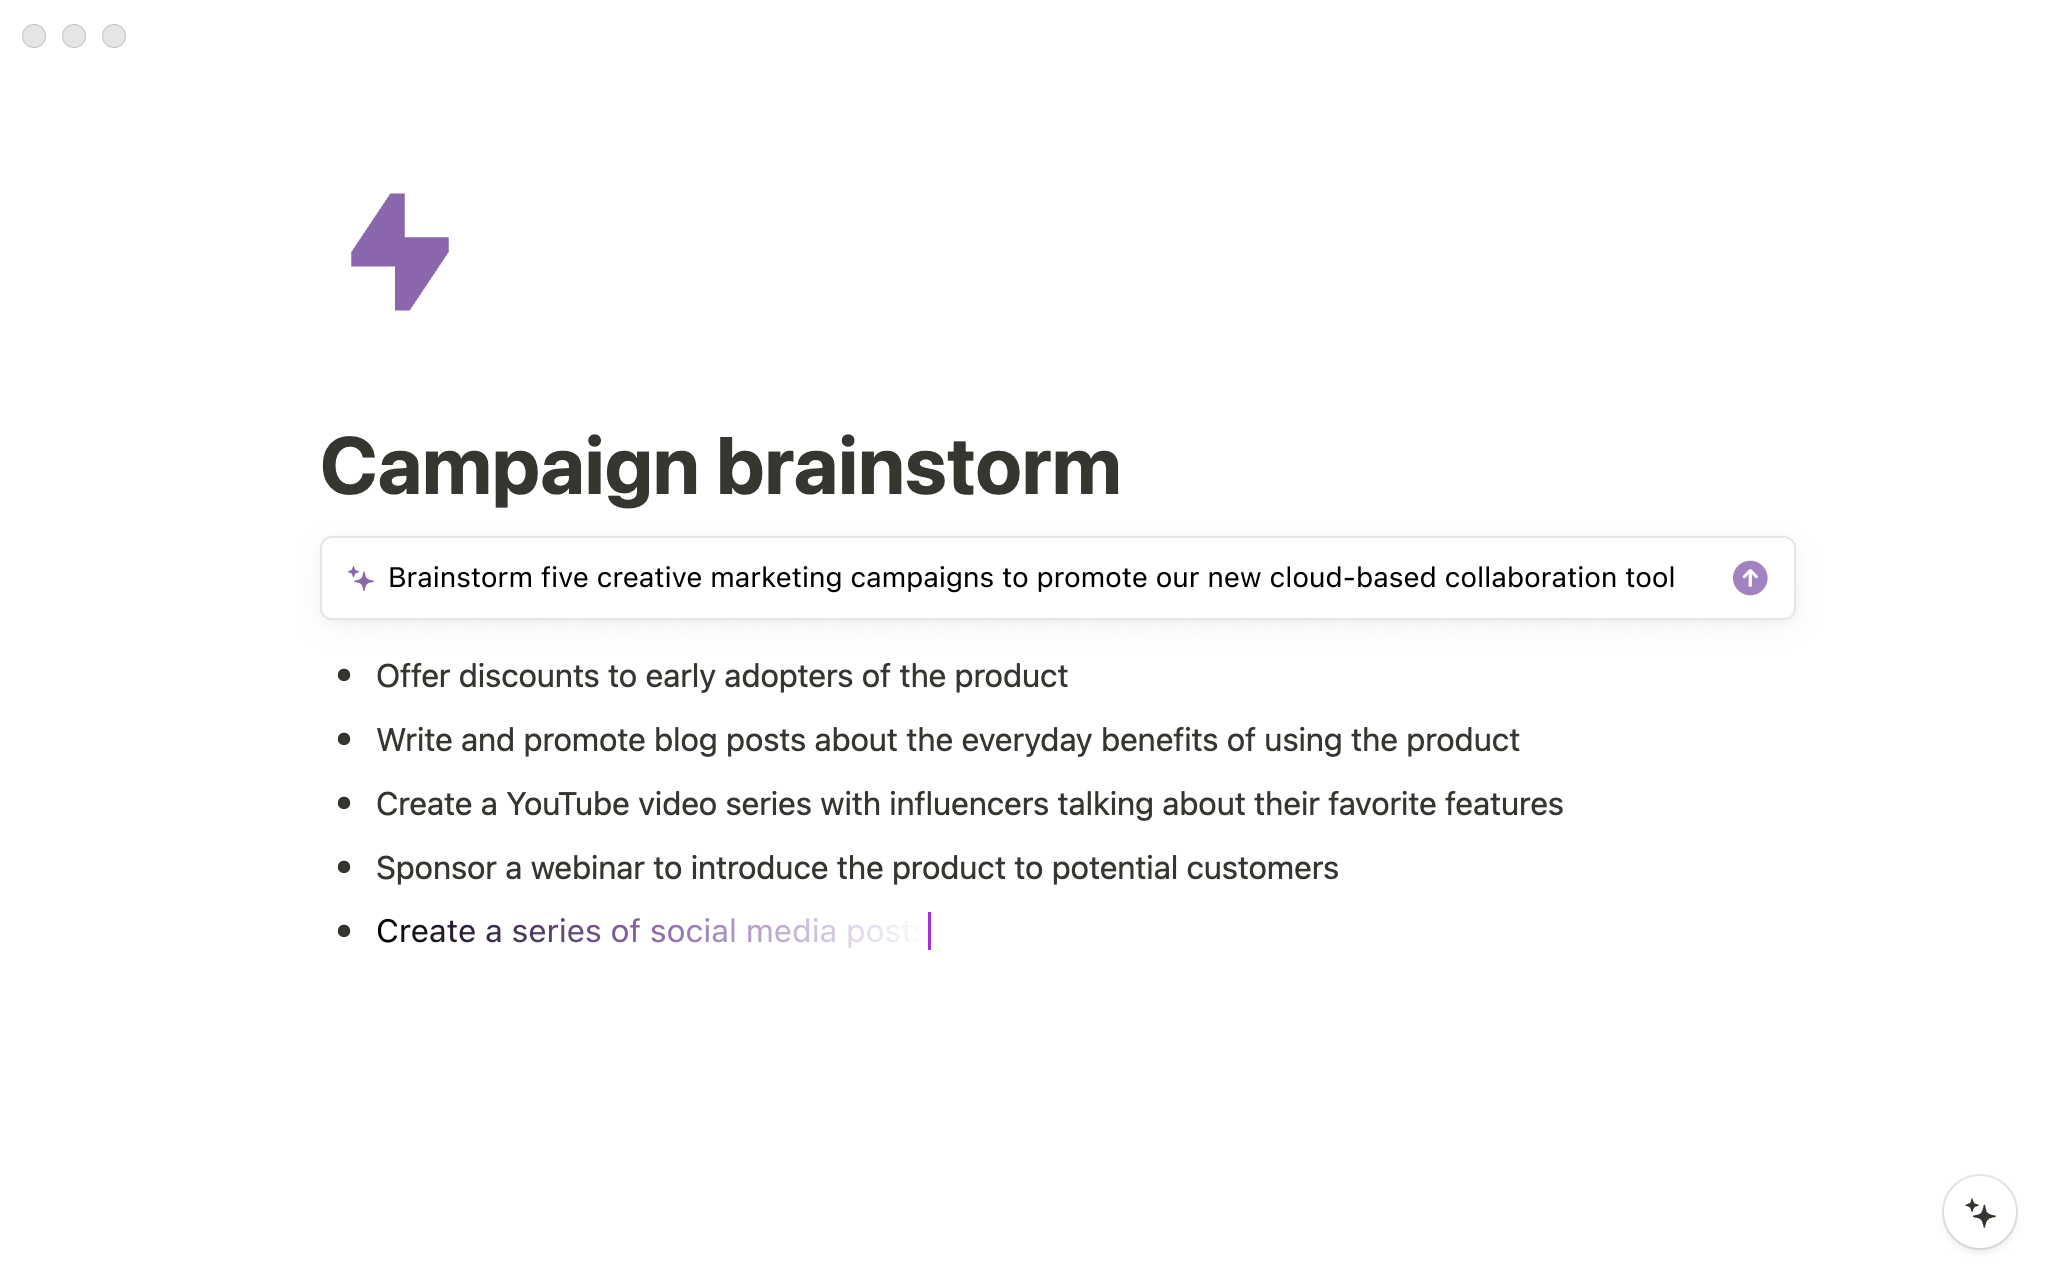 Campaign brainstorm
Brainstorm five creative marketing campaigns to promote our new cloud-based collaboration tool
Offer discounts to early adopters of the product
Write and promote blog posts about the everyday benefits of using the product
Create a YouTube video series with influencers talking about their favorite features
Sponsor a webinar to introduce the product to potential customers
Create a series of social media posts